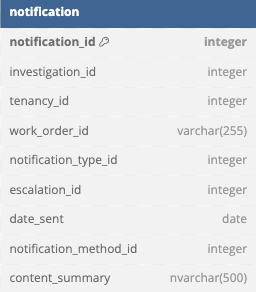 notification
notification_id integer
investigation_id integer
tenancy_id integer
work_order_id varchar(255)
notification_type_id integer
escalation_id integer
date_sent date
notification_method_id integer
content_summary nvarchar(500)